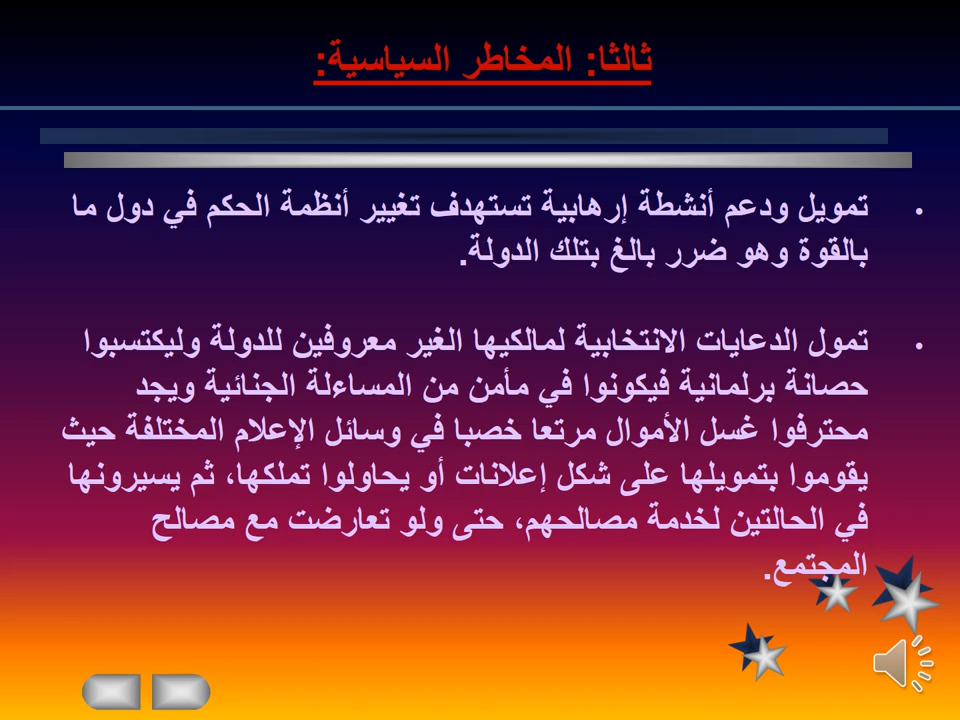 ثالثا: المخاطر السياسية:
• تمويل ودعم أنشطة إرهابية تستهدف تغيير أنظمة الحكم في دول ما
بالقوة وهو ضرر بالغ بتلك الدولة.
• تمول الدعايات الانتخابية لمالكيها الغير معروفين للدولة وليكتسبوا
حصانة برلمانية فيكونوا في مأمن من المساءلة الجنائية ويجد
محترفوا غسل الأموال مرتعا خصبا في وسائل الإعلام المختلفة حيث
يقوموا بتمويلها على شكل إعلانات أو يحاولوا تملكها، ثم يسيرونها
في الحالتين لخدمة مصالحهم، حتى ولو تعارضت مع مصالح
المجتمع.